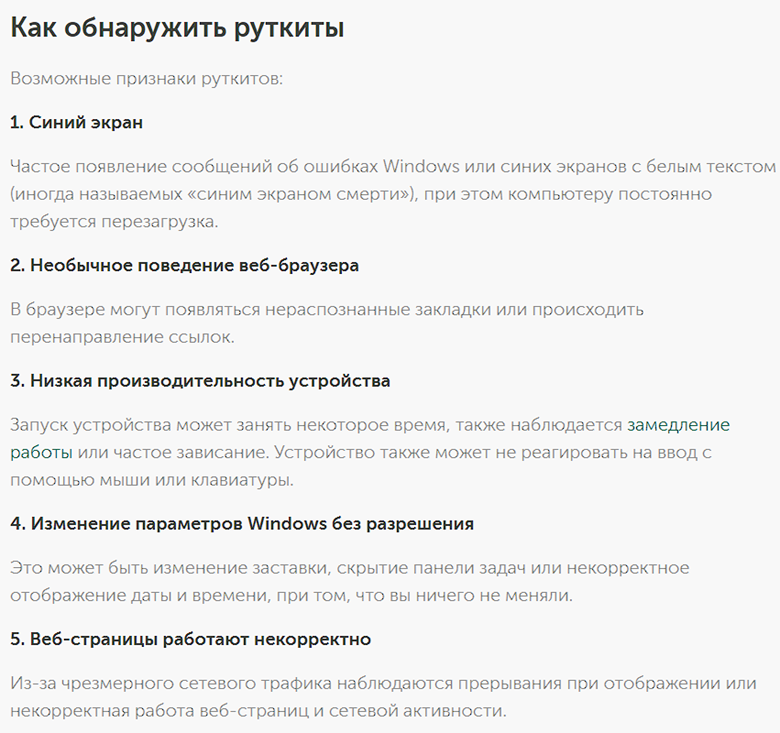 Как обнаружить руткиты
Возможные признаки руткитов:
1. Синий экран
Частое появление сообщений об ошибках Windows или синих экранов с белым текстом
(иногда называемых «синим экраном смерти»), при этом компьютеру постоянно
требуется перезагрузка.
2. Необычное поведение веб-браузера
В браузере могут появляться нераспознанные закладки или происходить
перенаправление ссылок.
3. Низкая производительность устройства
Запуск устройства может занять некоторое время, также наблюдается замедление
работы или частое зависание. Устройство также может не реагировать на ввод с
помощью мыши или клавиатуры.
4. Изменение параметров Windows без разрешения
Это может быть изменение заставки, скрытие панели задач или некорректное
отображение даты и времени, при том, что вы ничего не меняли.
5. Веб-страницы работают некорректно
Из-за чрезмерного сетевого трафика наблюдаются прерывания при отображении или
некорректная работа веб-страниц и сетевой активности.